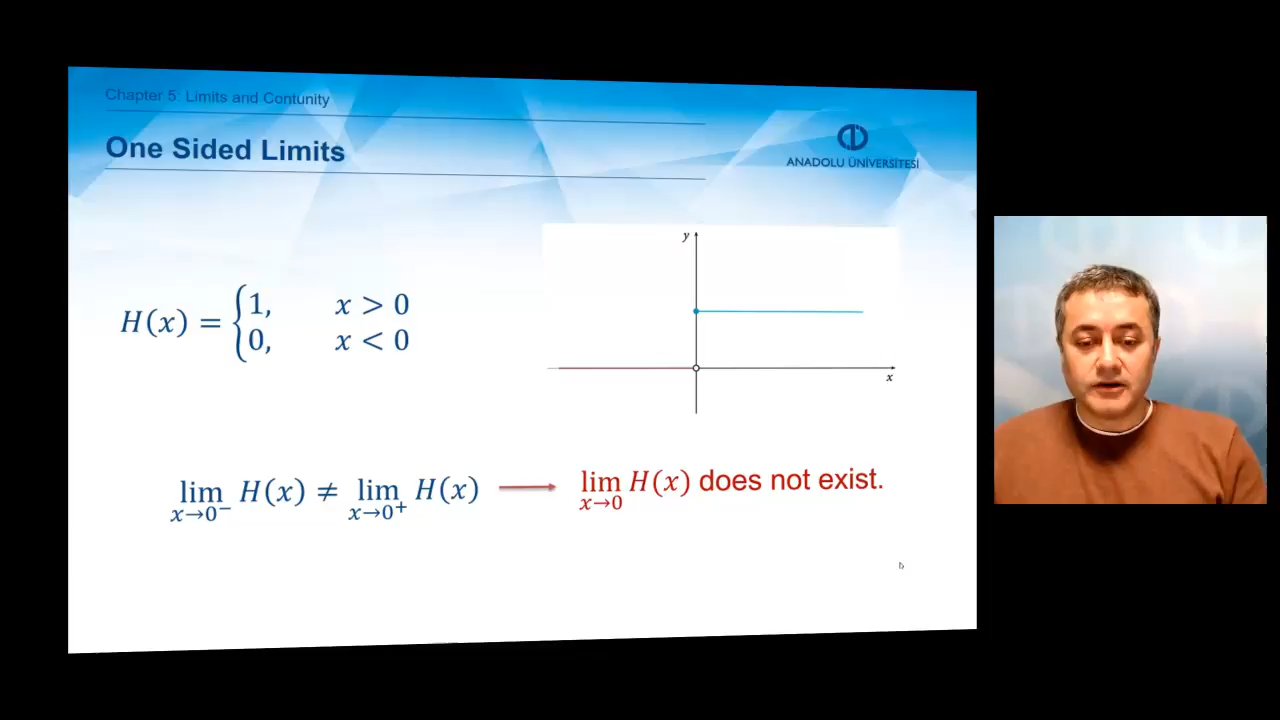 Chapter 5: Limits and Contunity
One Sided Limits
ANADOLU ÜNİVERSİTESİ
H(x) = {1, x > 0
0, x < 0
y
x
lim x→0⁻ H(x) ≠ lim x→0⁺ H(x) → lim x→0 H(x) does not exist.